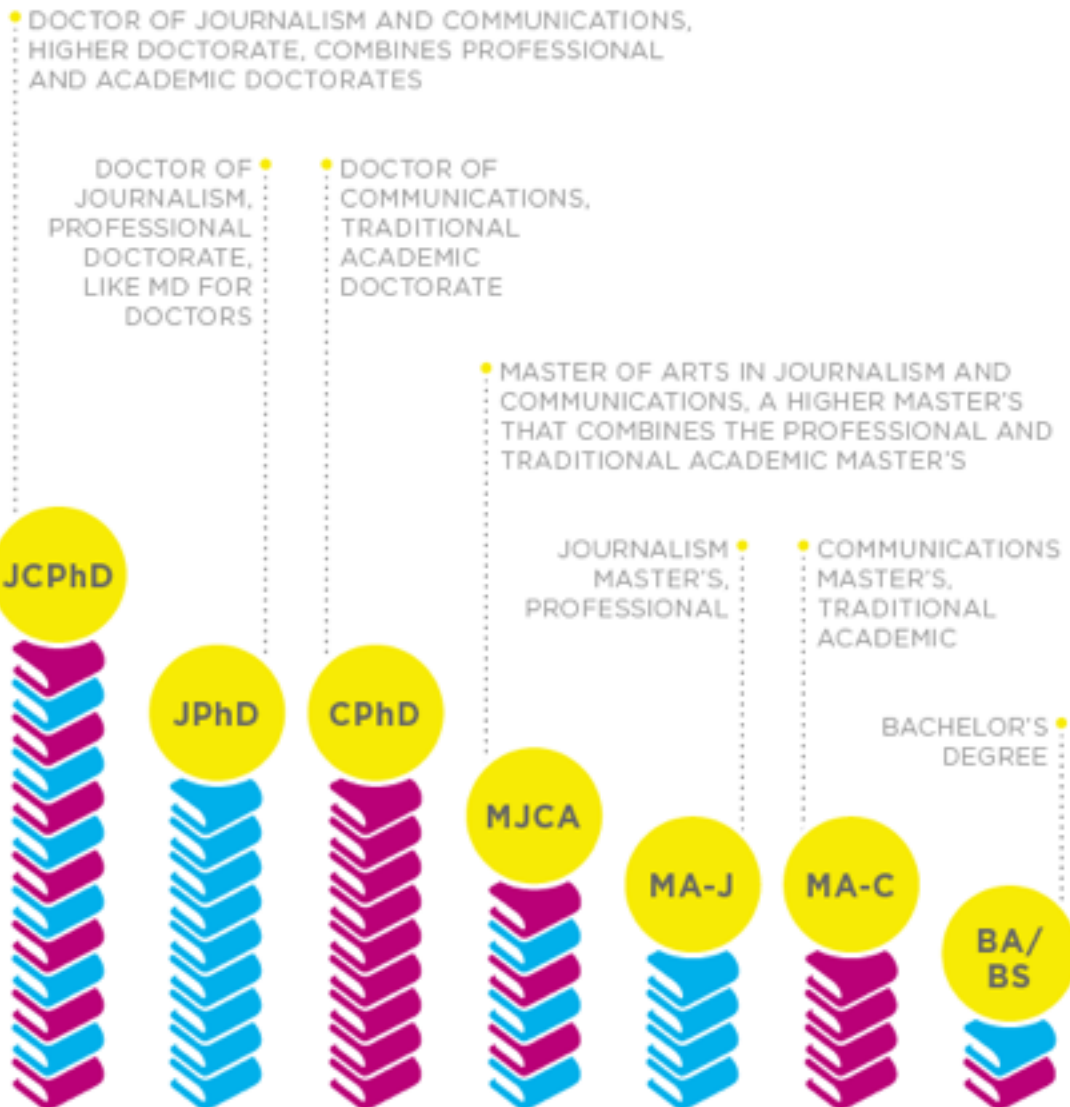 DOCTOR OF JOURNALISM AND COMMUNICATIONS,
HIGHER DOCTORATE, COMBINES PROFESSIONAL
AND ACADEMIC DOCTORATES
DOCTOR OF
JOURNALISM,
PROFESSIONAL
DOCTORATE,
LIKE MD FOR
DOCTORS
DOCTOR OF
COMMUNICATIONS,
TRADITIONAL
ACADEMIC
DOCTORATE
MASTER OF ARTS IN JOURNALISM AND
COMMUNICATIONS, A HIGHER MASTER'S
THAT COMBINES THE PROFESSIONAL AND
TRADITIONAL ACADEMIC MASTER'S
JOURNALISM
MASTER'S,
PROFESSIONAL
COMMUNICATIONS
MASTER'S,
TRADITIONAL
ACADEMIC
BACHELOR'S
DEGREE
JCPhD
JPhD
CPhD
MJCA
MA-J
MA-C
BA/
BS